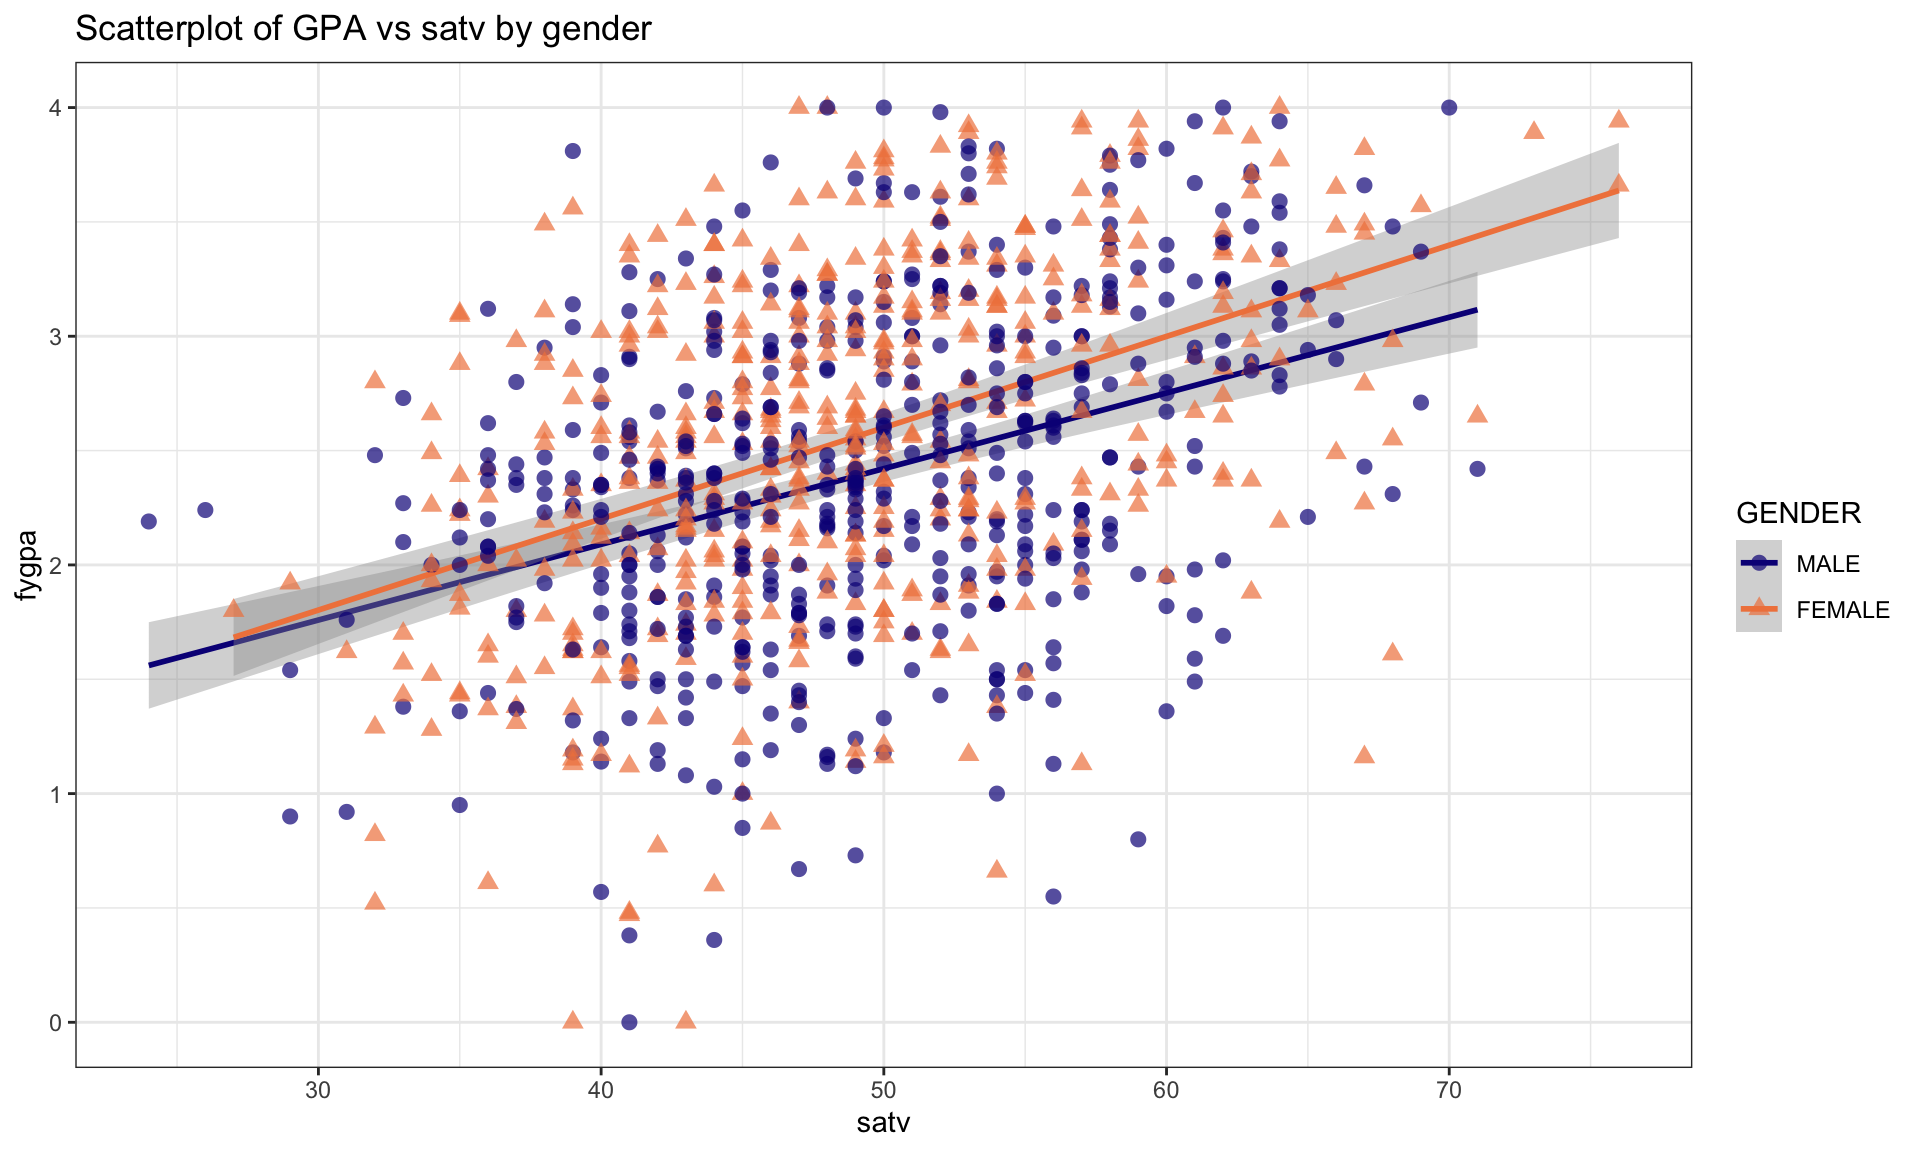 Scatterplot of GPA vs satv by gender
4
3
2
1
0
fygpa
30 40 50 60 70
satv
GENDER
MALE
FEMALE